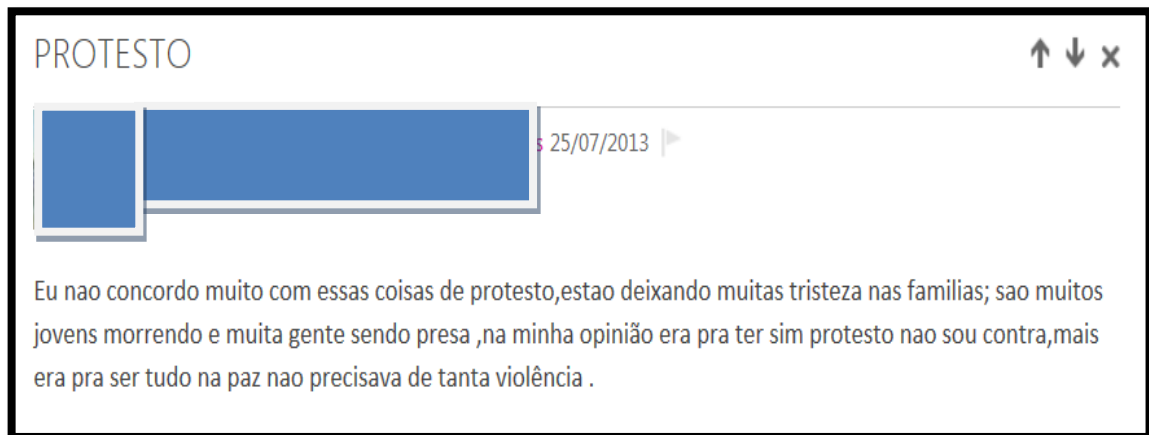 PROTESTO
s 25/07/2013
Eu nao concordo muito com essas coisas de protesto,estao deixando muitas tristeza nas familias; sao muitos
jovens morrendo e muita gente sendo presa ,na minha opinião era pra ter sim protesto nao sou contra,mais
era pra ser tudo na paz nao precisava de tanta violência .